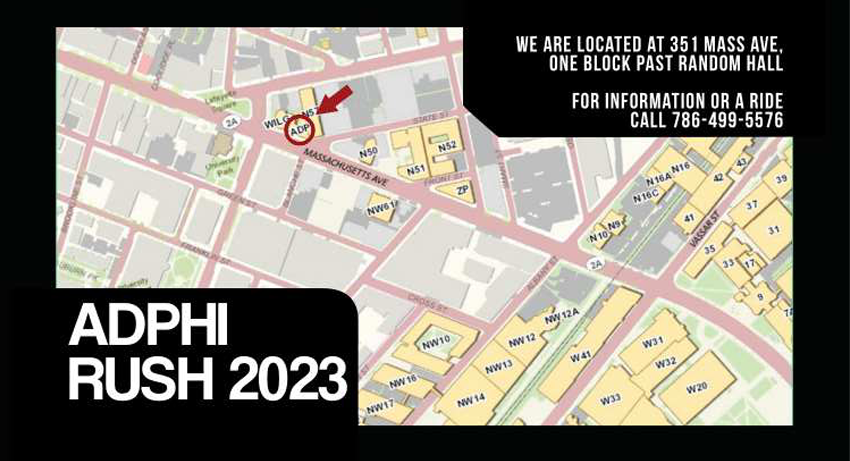 WE ARE LOCATED AT 351 MASS AVE,
ONE BLOCK PAST RANDOM HALL
FOR INFORMATION OR A RIDE
CALL 786-499-5576
Lafayette
Square
2A
WILG
N57
ADP
STATE ST
N50
N51
N52
MASSACHUSETTS AVE
University
Park
FRONT ST
ZP
NW61
GREEN ST
FRANKLIN ST
N16A
N16
N16C
42
43
39
41
37
31
N10
N9
VASSAR ST
35
33
17
9
2A
ALBANY ST
CROSS ST
NW12A
NW10
NW12
NW13
W41
W31
W32
NW16
NW17
NW14
W33
W20
ADPHI
RUSH 2023